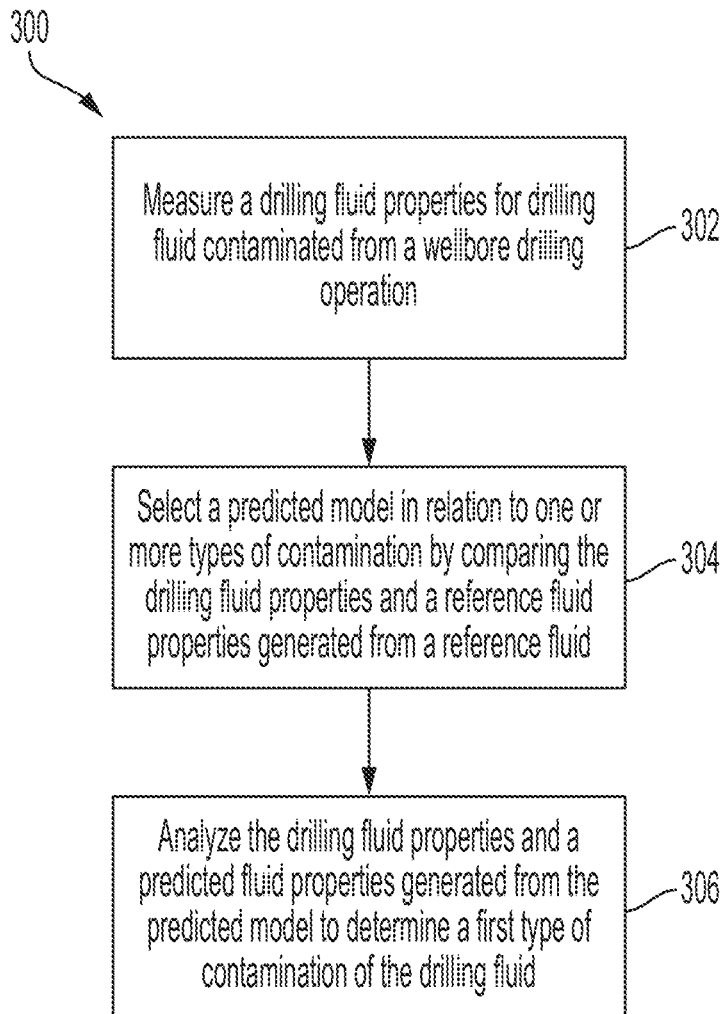 300
Measure a drilling fluid properties for drilling
fluid contaminated from a wellbore drilling
operation
302
Select a predicted model in relation to one or
more types of contamination by comparing the
drilling fluid properties and a reference fluid
properties generated from a reference fluid
304
Analyze the drilling fluid properties and a
predicted fluid properties generated from the
predicted model to determine a first type of
contamination of the drilling fluid
306